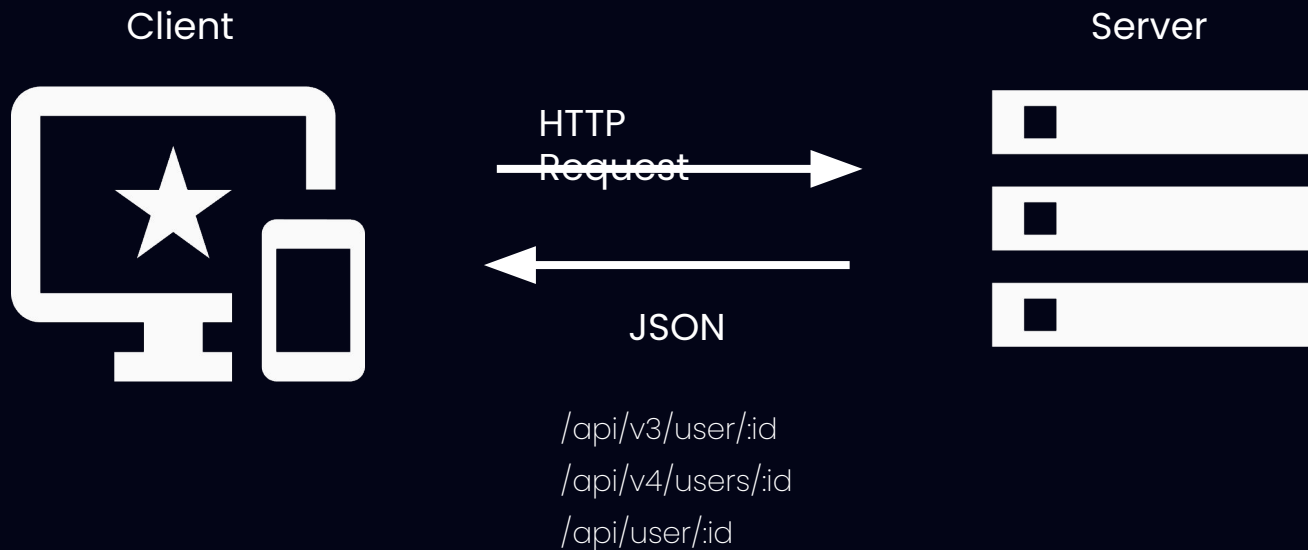 Client
Server
HTTP
Request
JSON
/api/v3/user/:id
/api/v4/users/:id
/api/user/:id